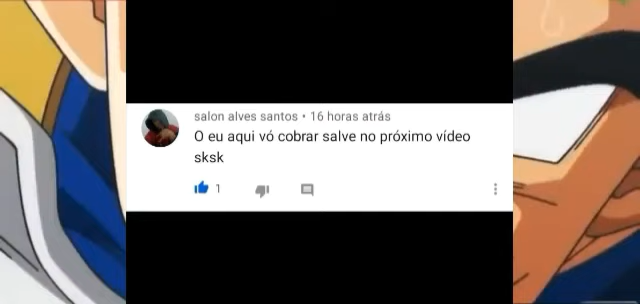 salon alves santos • 16 horas atrás
O eu aqui vó cobrar salve no próximo vídeo
sksk
1